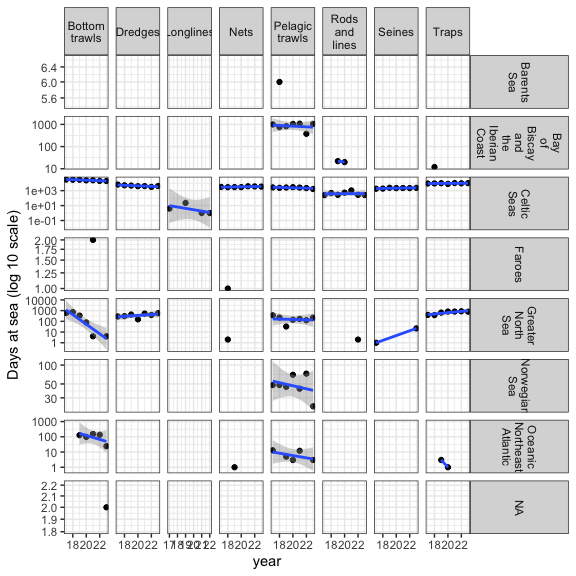 Bottom
trawls
Dredges
Longlines
Nets
Pelagic
trawls
Rods
and
lines
Seines
Traps
6.4
6.0
5.6
Barents
Sea
1000
100
10
Bay
of
Biscay
and
the
Iberian
Coast
1e+03
1e+01
1e-01
Celtic
Seas
2.00
1.75
1.50
1.25
1.00
Faroes
10000
1000
100
10
1
Greater
North
Sea
100
50
30
Norwegian
Sea
1000
100
10
1
Oceanic
Northeast
Atlantic
2.2
2.1
2.0
1.9
1.8
NA
182022 182022 171819202122 182022 182022 182022 182022 182022
year
Days at sea (log 10 scale)